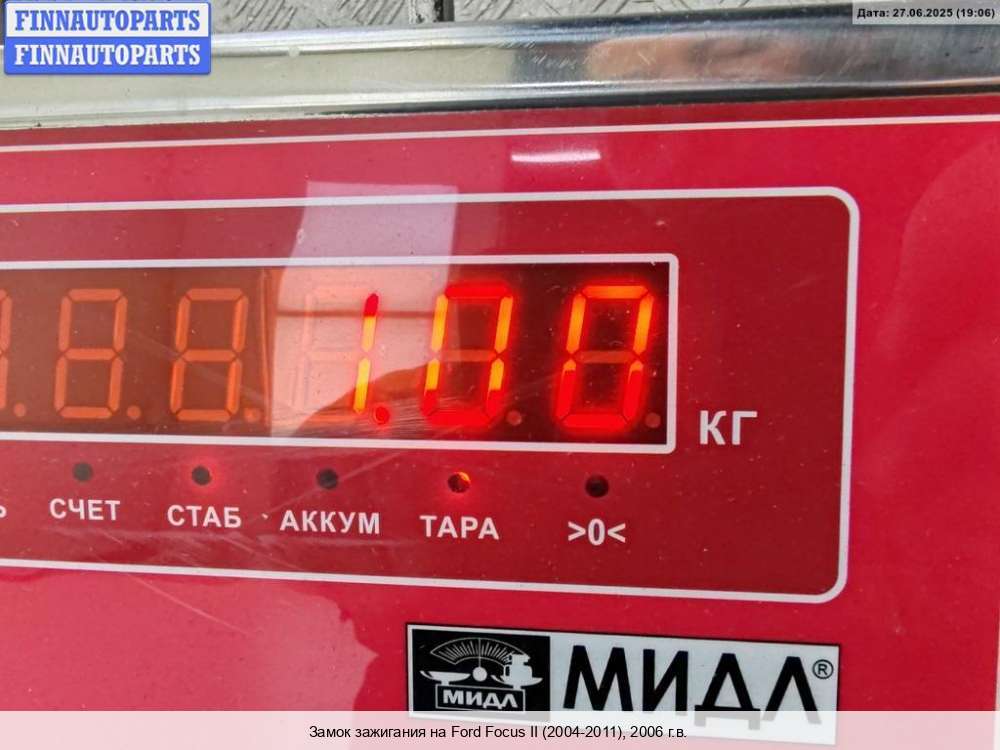 FINNAUTOPARTS
FINNAUTOPARTS
Дата: 27.06.2025 (19:06)
1.00
КГ
СЧЕТ СТАБ АККУМ ТАРА >0<
МИДЛ МИДЛ®
Замок зажигания на Ford Focus II (2004-2011), 2006 г.в.